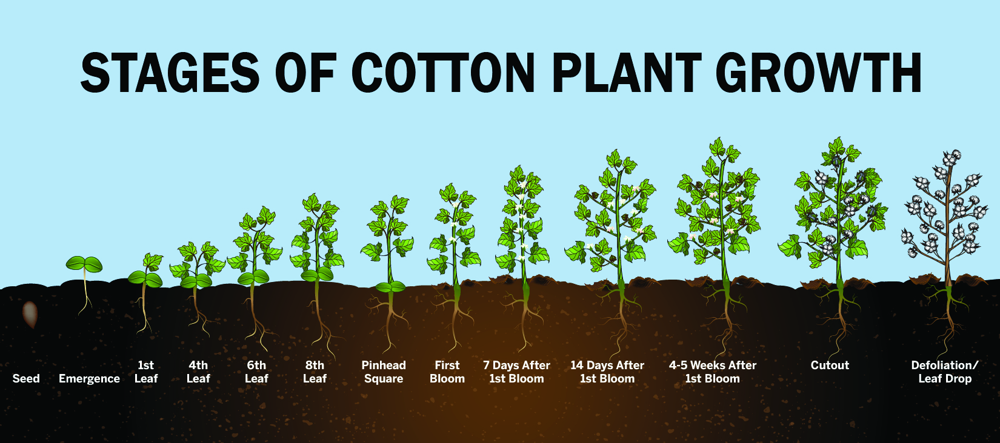 STAGES OF COTTON PLANT GROWTH
Seed
Emergence
1st
Leaf
4th
Leaf
6th
Leaf
8th
Leaf
Pinhead
Square
First
Bloom
7 Days After
1st Bloom
14 Days After
1st Bloom
4-5 Weeks After
1st Bloom
Cutout
Defoliation/
Leaf Drop